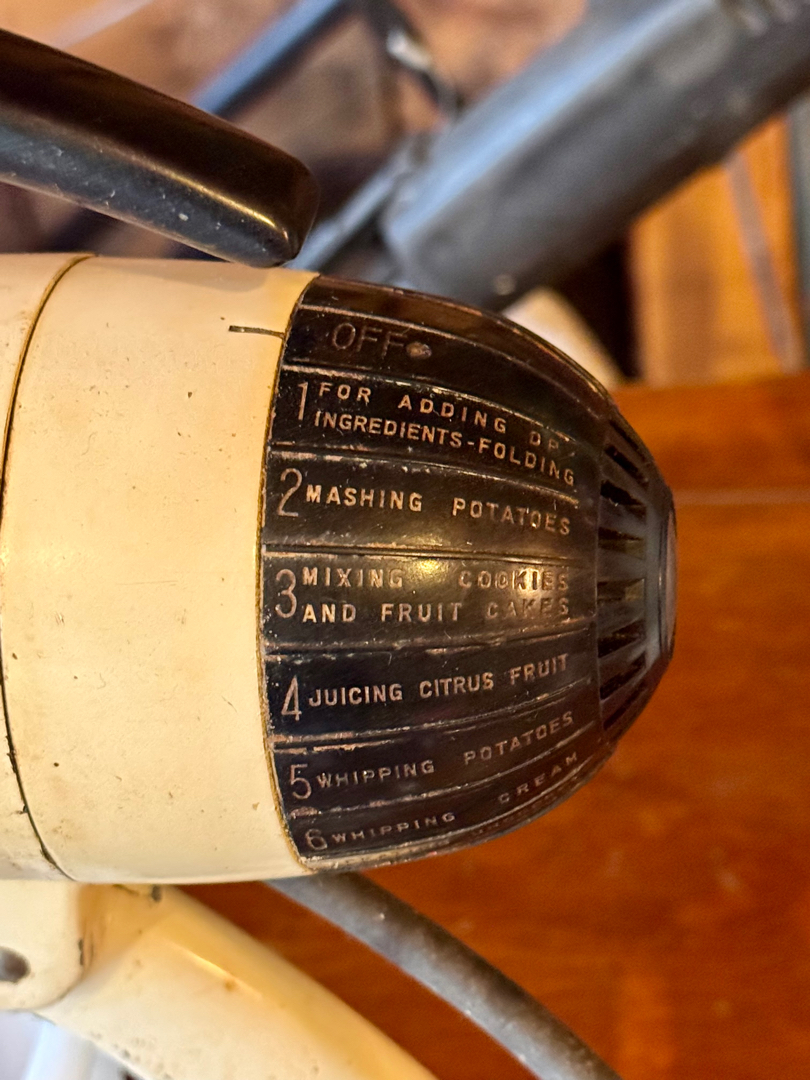 OFF
1 FOR ADDING DRY
INGREDIENTS-FOLDING
2 MASHING POTATOES
3 MIXING COOKIES
AND FRUIT CAKES
4 JUICING CITRUS FRUIT
5 WHIPPING POTATOES
6 WHIPPING CREAM